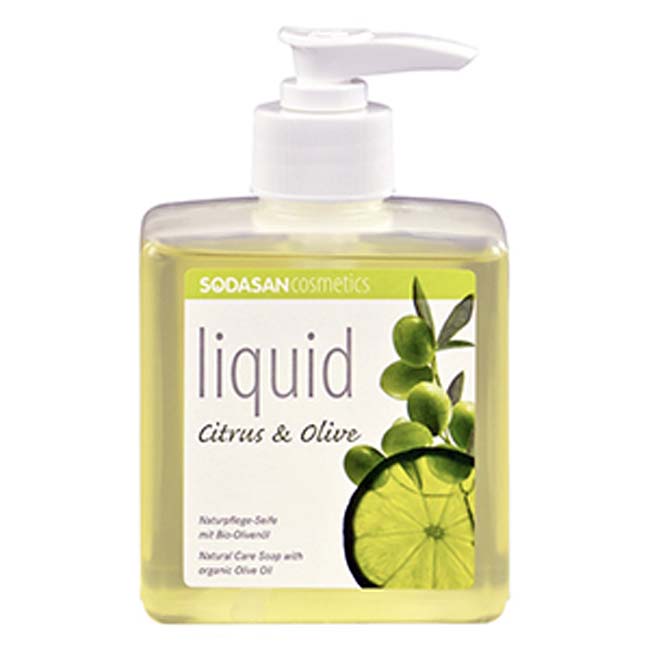 SODASANcosmetics
liquid
Citrus & Olive
Naturpflege-Seife
mit Bio-Olivenöl
Natural Care Soap with
organic Olive Oil